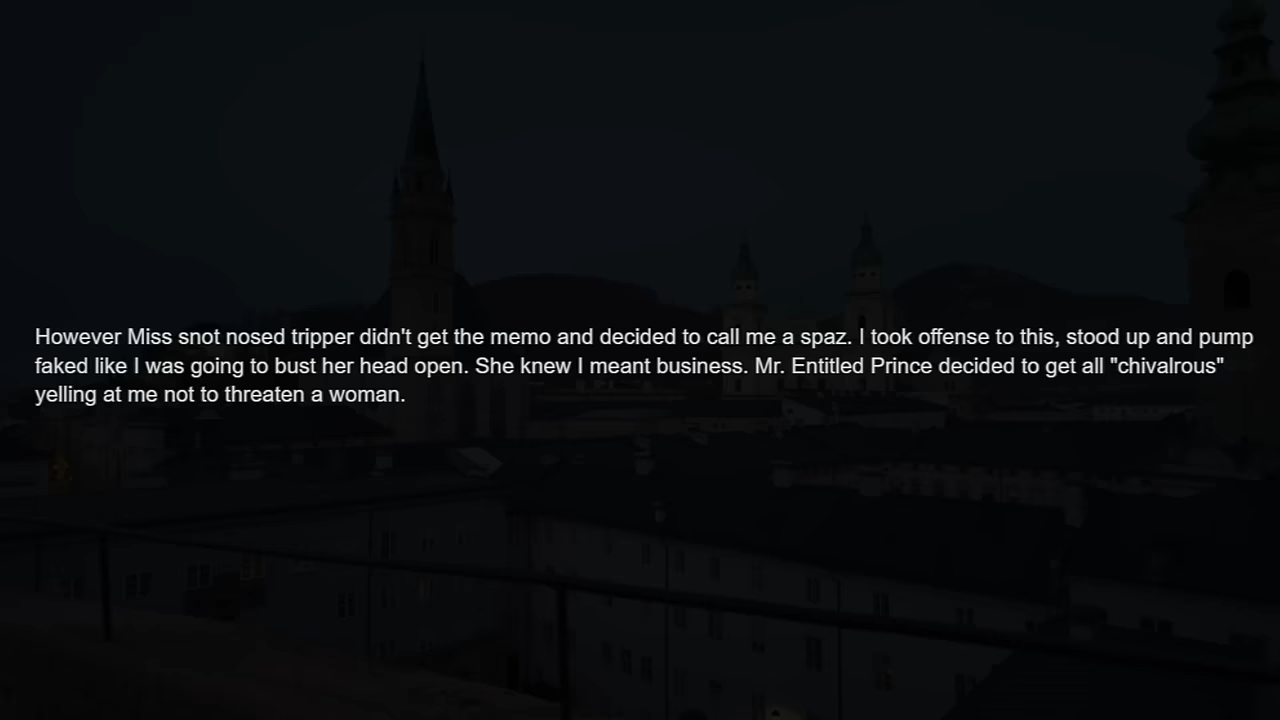 However Miss snot nosed tripper didn't get the memo and decided to call me a spaz. I took offense to this, stood up and pump
faked like I was going to bust her head open. She knew I meant business. Mr. Entitled Prince decided to get all "chivalrous"
yelling at me not to threaten a woman.